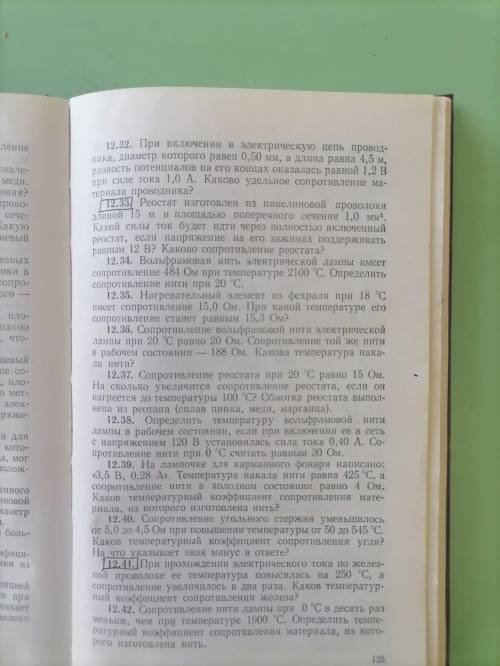 12.32. При включении в электрическую цепь провод-
ника, диаметр которого равен 0,50 мм, а длина равна 4,5 м,
разность потенциалов на его концах оказалась равной 1,2 В
при силе тока 1,0 А. Каково удельное сопротивление ма-
териала проводника?
12.33. Реостат изготовлен из никелиновой проволоки
длиной 15 м и площадью поперечного сечения 1,0 мм².
Какой силы ток будет идти через полностью включенный
реостат, если напряжение на его зажимах поддерживать
равным 12 В? Каково сопротивление реостата?
12.34. Вольфрамовая нить электрической лампы имеет
сопротивление 484 Ом при температуре 2100 °С. Определить
сопротивление нити при 20 °С.
12.35. Нагревательный элемент из фехраля при 18 °С
имеет сопротивление 15,0 Ом. При какой температуре его
сопротивление станет равным 15,3 Ом?
12.36. Сопротивление вольфрамовой нити электрической
лампы при 20 °С равно 20 Ом. Сопротивление той же нити
в рабочем состоянии — 188 Ом. Какова температура нака-
ла нити?
12.37. Сопротивление реостата при 20 °С равно 15 Ом.
На сколько увеличится сопротивление реостата, если он
нагреется до температуры 100 °С? Обмотка реостата выпол-
нена из реотана (сплав цинка, меди, марганца).
12.38. Определить температуру вольфрамовой нити
лампы в рабочем состоянии, если при включении ее в сеть
с напряжением 120 В установилась сила тока 0,40 А. Со-
противление нити при 0 °С считать равным 30 Ом.
12.39. На лампочке для карманного фонаря написано:
«3,5 В, 0,28 А». Температура накала нити равна 425 °С, а
сопротивление нити в холодном состоянии равно 4 Ом.
Каков температурный коэффициент сопротивления мате-
риала, из которого изготовлена нить?
12.40. Сопротивление угольного стержня уменьшилось
от 5,0 до 4,5 Ом при повышении температуры от 50 до 545 °С.
Каков температурный коэффициент сопротивления угля?
На что указывает знак минус в ответе?
12.41. При прохождении электрического тока по желез-
ной проволоке ее температура повысилась на 250 °С, а
сопротивление увеличилось в два раза. Каков температур-
ный коэффициент сопротивления железа?
12.42. Сопротивление нити лампы при 0 °С в десять раз
меньше, чем при температуре 1900 °С. Определить темпе-
ратурный коэффициент сопротивления материала, из кото-
рого изготовлена нить.
125